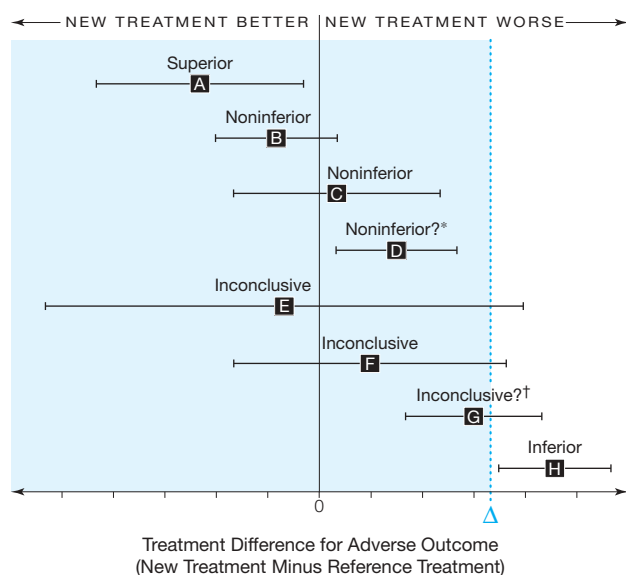 NEW TREATMENT BETTER NEW TREATMENT WORSE
Superior
A
Noninferior
B
Noninferior
C
Noninferior?*
D
Inconclusive
E
Inconclusive
F
Inconclusive?†
G
Inferior
H
0
Δ
Treatment Difference for Adverse Outcome
(New Treatment Minus Reference Treatment)